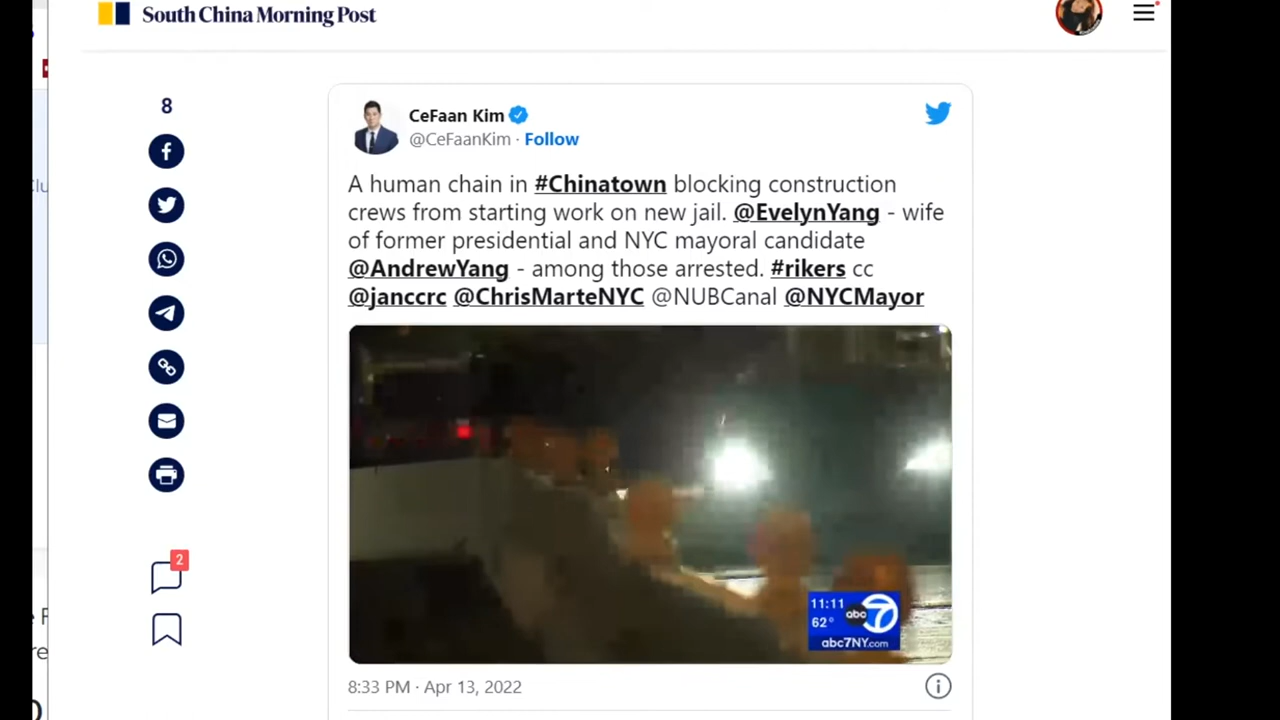 South China Morning Post
8
CeFaan Kim
@CeFaanKim · Follow
A human chain in #Chinatown blocking construction
crews from starting work on new jail. @EvelynYang - wife
of former presidential and NYC mayoral candidate
@AndrewYang - among those arrested. #rikers cc
@janccrc @ChrisMarteNYC @NUBCanal @NYCMayor
11:11
62°
abc 7
abc7NY.com
2
8:33 PM · Apr 13, 2022